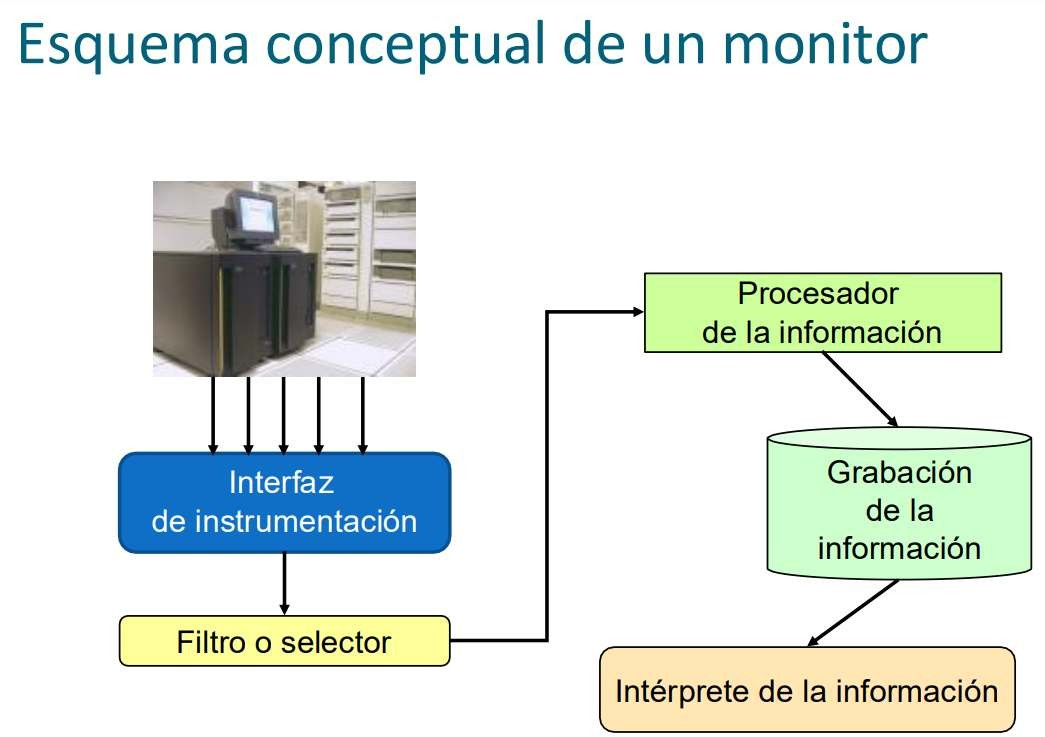 Esquema conceptual de un monitor
Interfaz
de instrumentación
Filtro o selector
Procesador
de la información
Grabación
de la
información
Intérprete de la información